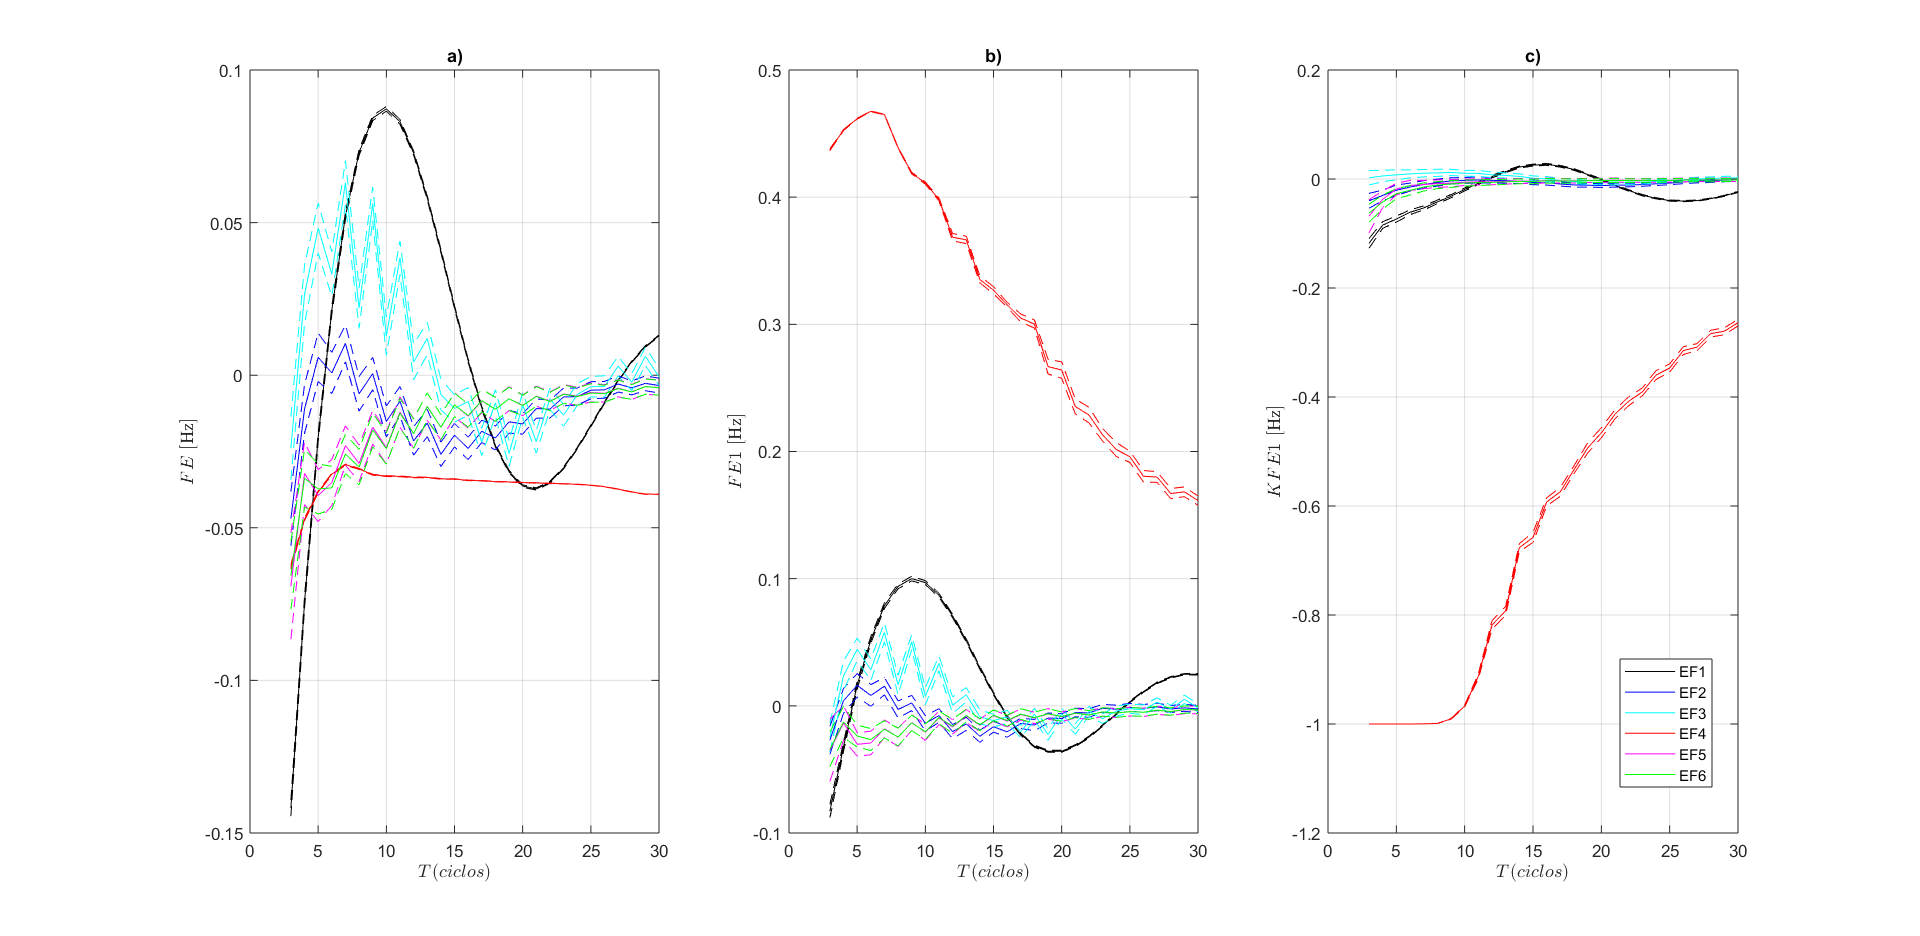 a)
0.1
0.05
0
-0.05
-0.1
-0.15
FE [Hz]
0 5 10 15 20 25 30
T(ciclos)
b)
0.5
0.4
0.3
0.2
0.1
0
-0.1
FE1 [Hz]
0 5 10 15 20 25 30
T(ciclos)
c)
0.2
0
-0.2
-0.4
-0.6
-0.8
-1
-1.2
KFE1 [Hz]
0 5 10 15 20 25 30
T(ciclos)
EF1
EF2
EF3
EF4
EF5
EF6